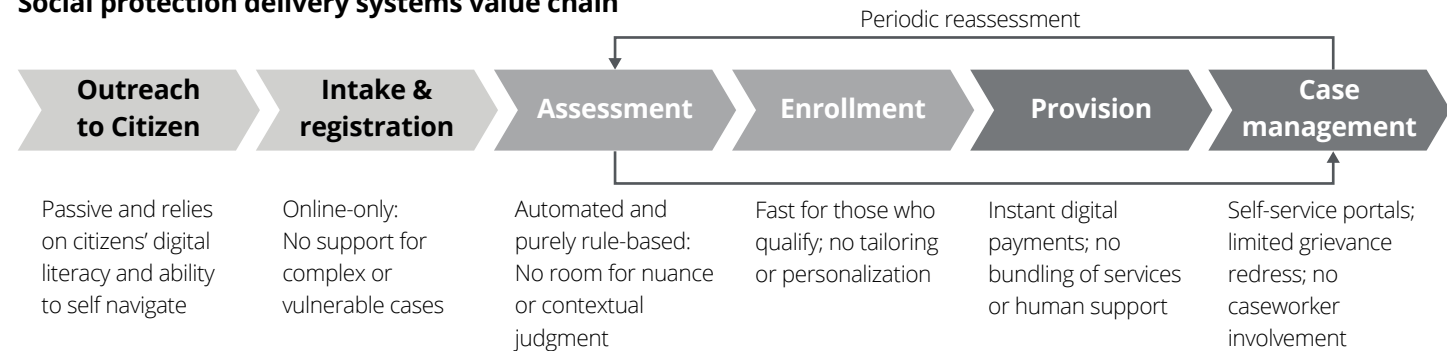 Social protection delivery systems value chain
Periodic reassessment
Outreach
to Citizen
Intake &
registration
Assessment
Enrollment
Provision
Case
management
Passive and relies
on citizens’ digital
literacy and ability
to self navigate
Online-only:
No support for
complex or
vulnerable cases
Automated and
purely rule-based:
No room for nuance
or contextual
judgment
Fast for those who
qualify; no tailoring
or personalization
Instant digital
payments; no
bundling of services
or human support
Self-service portals;
limited grievance
redress; no
caseworker
involvement